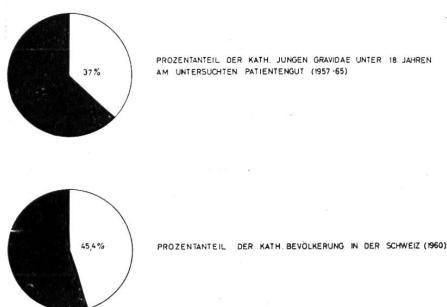 37%
PROZENTANTEIL DER KATH. JUNGEN GRAVIDAE UNTER 18 JAHREN
AM UNTERSUCHTEN PATIENTENGUT (1957-65)
45,4%
PROZENTANTEIL DER KATH. BEVÖLKERUNG IN DER SCHWEIZ (1960)